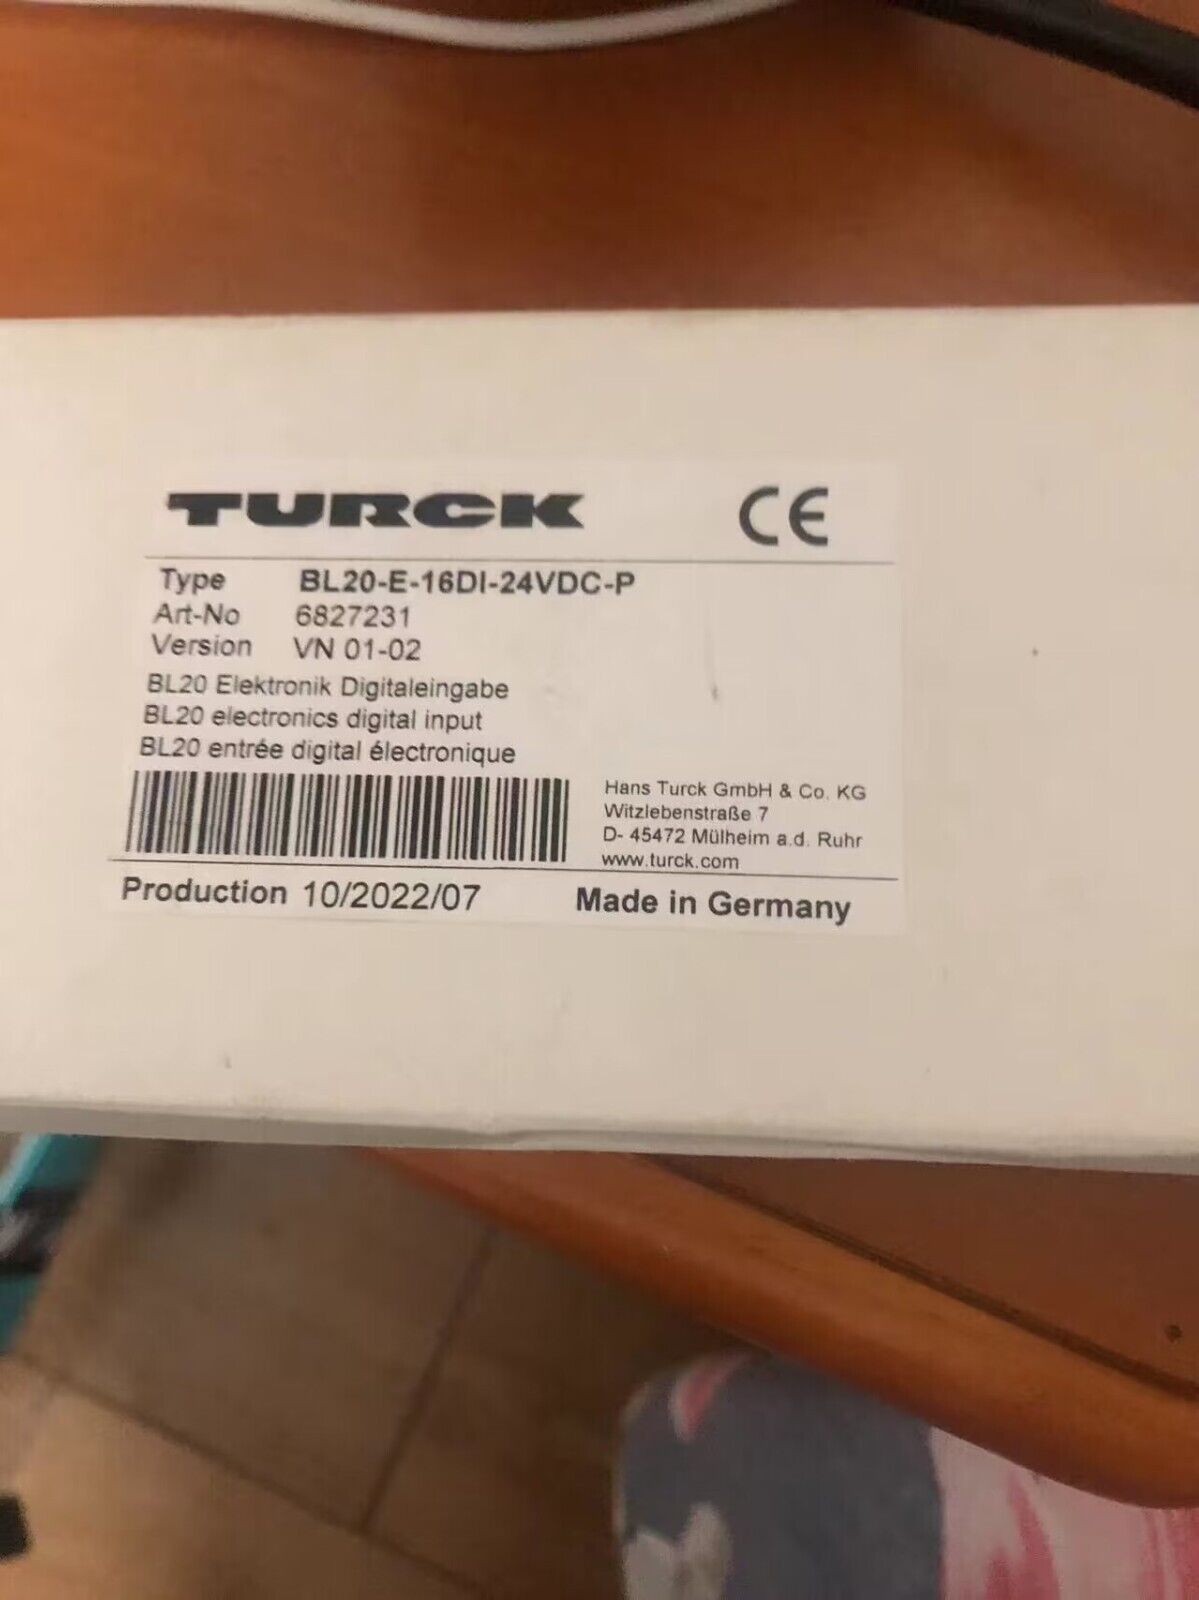 TURCK CE
Type BL20-E-16DI-24VDC-P
Art-No 6827231
Version VN 01-02
BL20 Elektronik Digitaleingabe
BL20 electronics digital input
BL20 entrée digital électronique
Hans Turck GmbH & Co. KG
Witzlebenstraße 7
D- 45472 Mülheim a.d. Ruhr
www.turck.com
Production 10/2022/07 Made in Germany